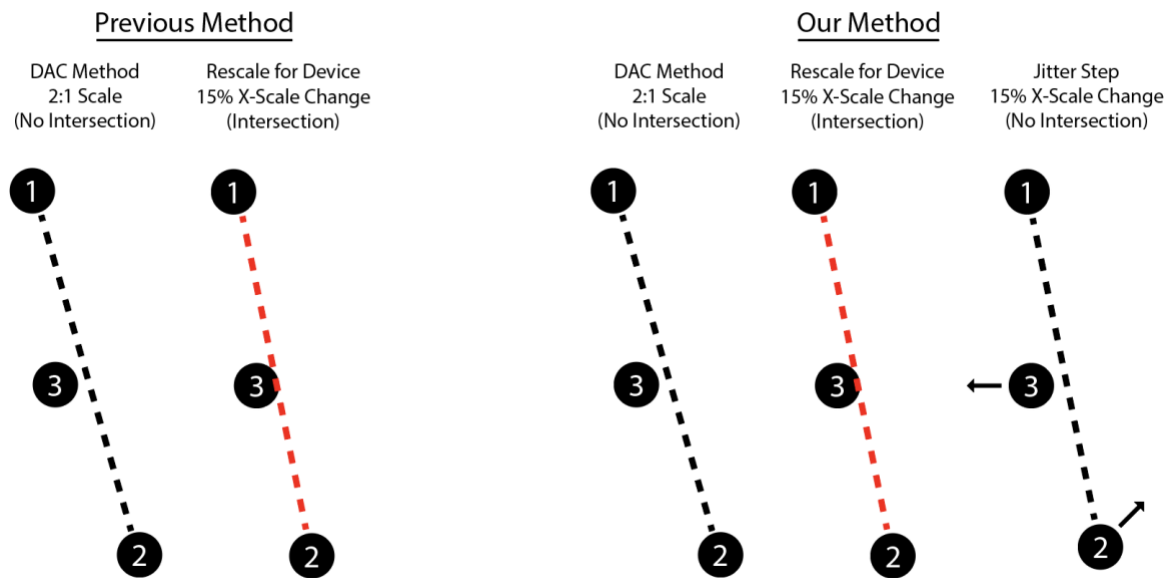 Previous Method
DAC Method
2:1 Scale
(No Intersection)
Rescale for Device
15% X-Scale Change
(Intersection)
1
3
2
1
3
2
Our Method
DAC Method
2:1 Scale
(No Intersection)
Rescale for Device
15% X-Scale Change
(Intersection)
Jitter Step
15% X-Scale Change
(No Intersection)
1
3
2
1
3
2
1
3
2